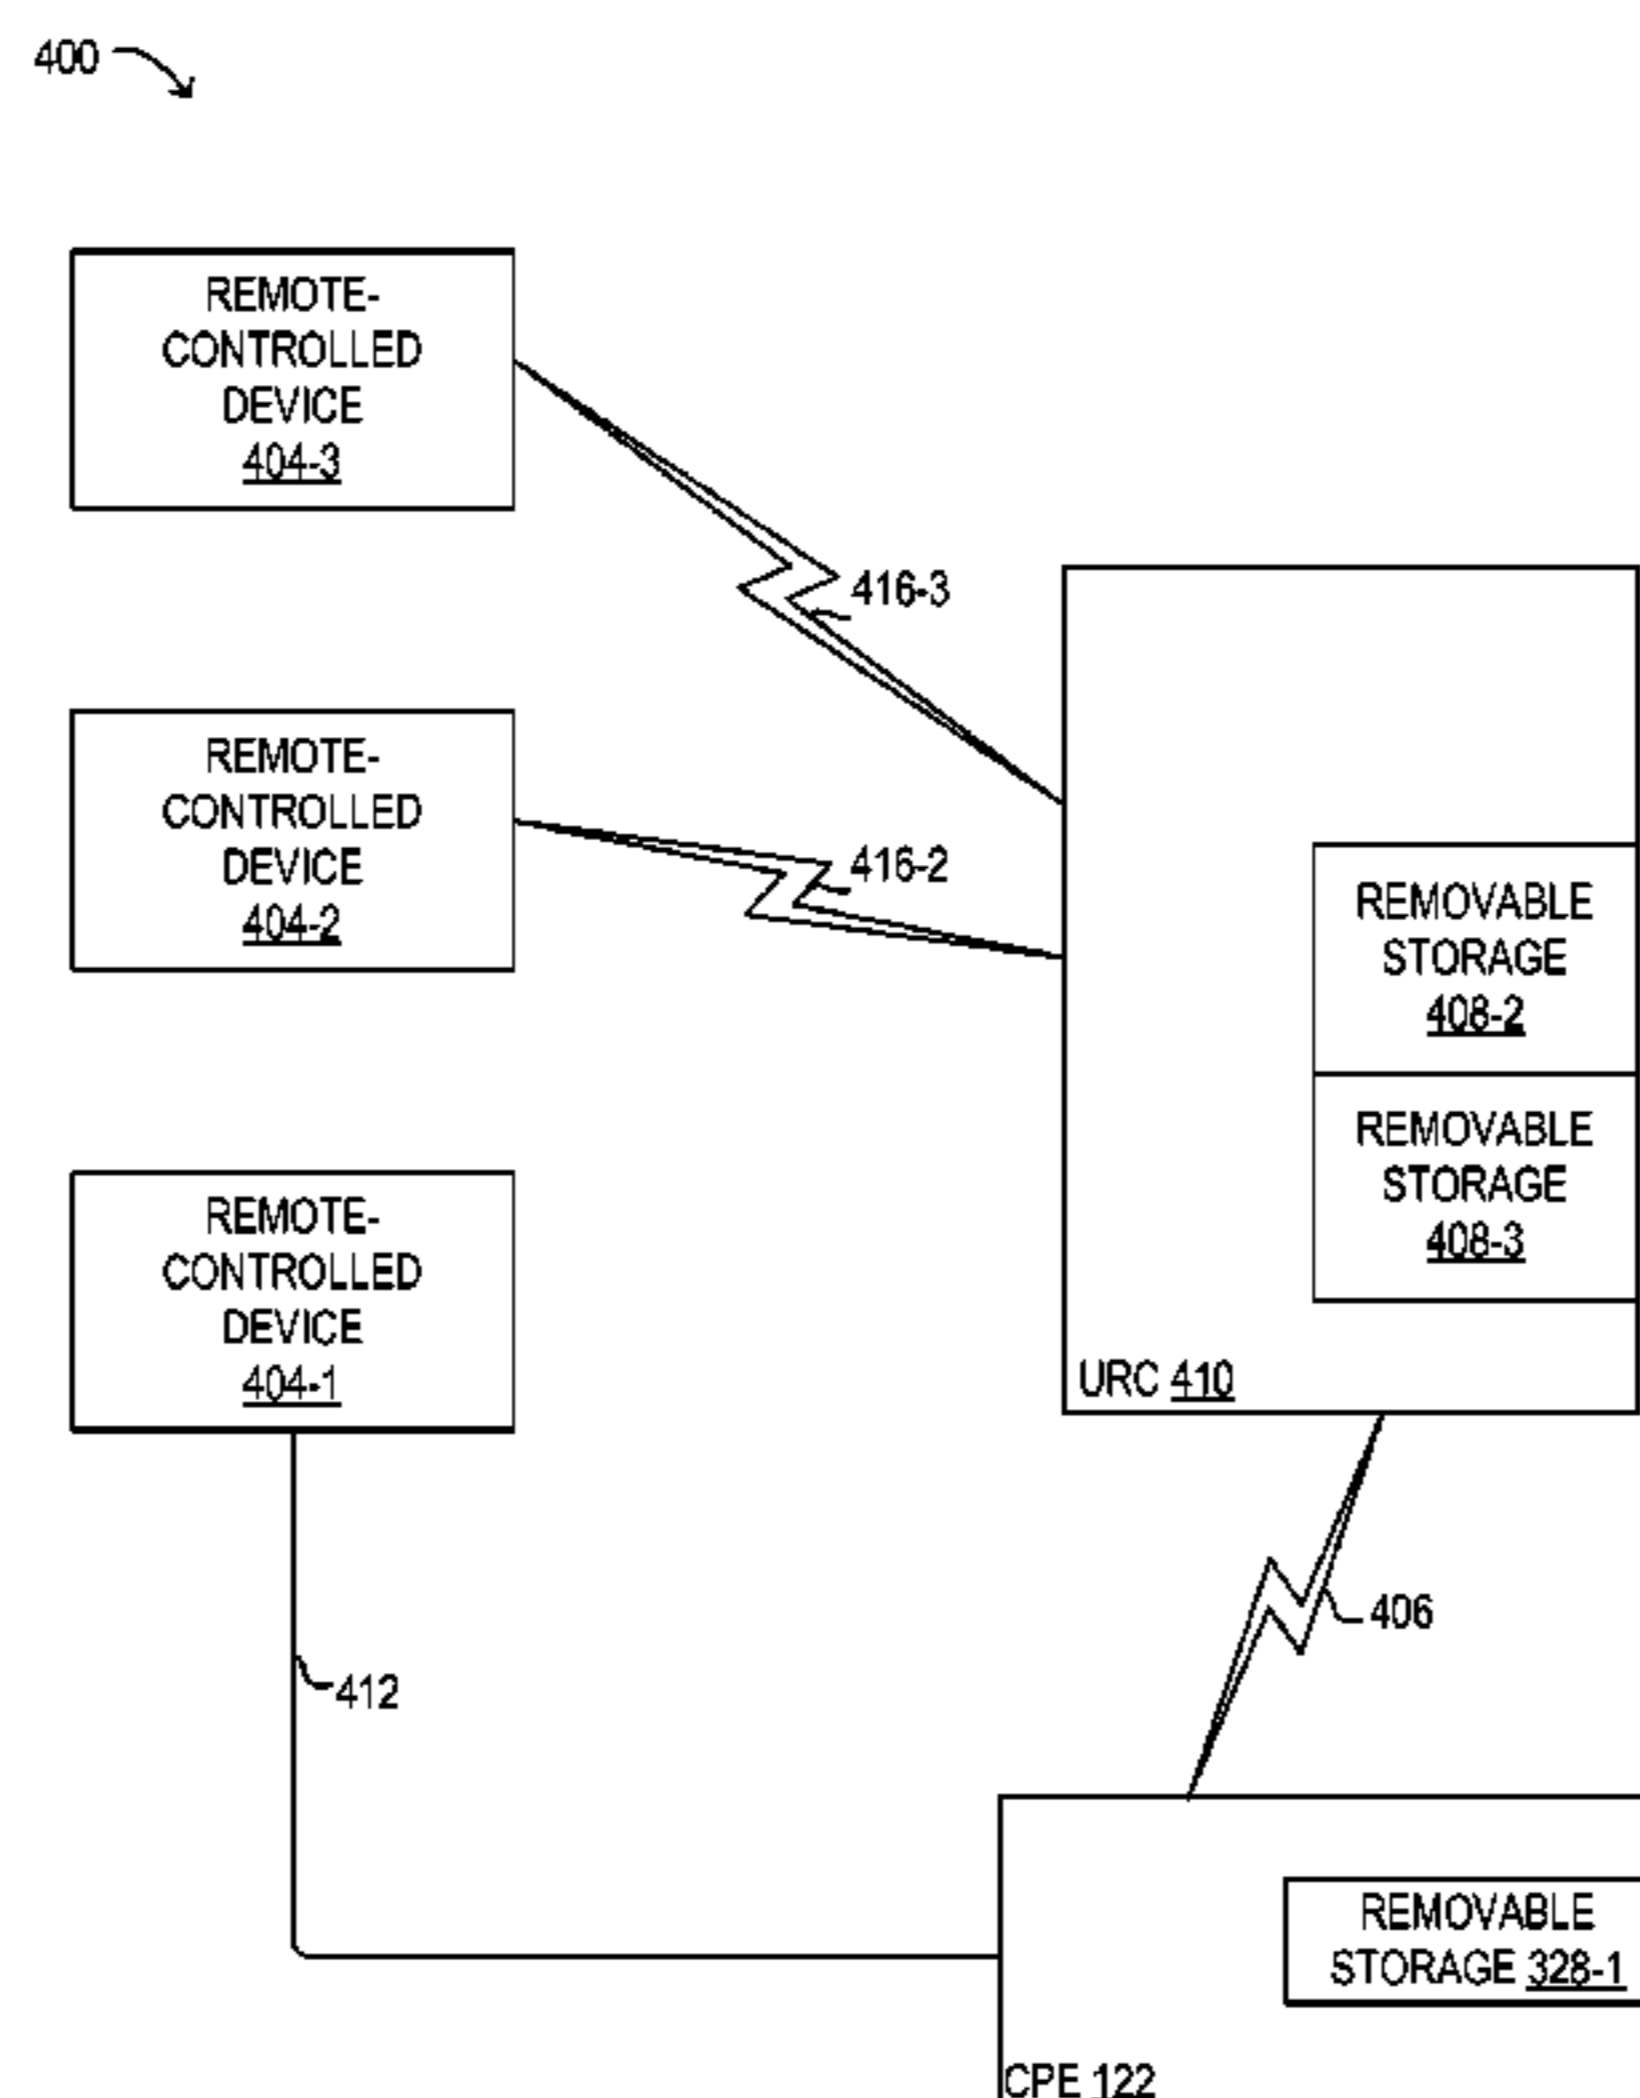 400
REMOTE-
CONTROLLED
DEVICE
404-3
416-3
REMOTE-
CONTROLLED
DEVICE
404-2
416-2
REMOVABLE
STORAGE
408-2
REMOVABLE
STORAGE
408-3
REMOTE-
CONTROLLED
DEVICE
404-1
URC 410
406
412
REMOVABLE
STORAGE 328-1
CPE 122